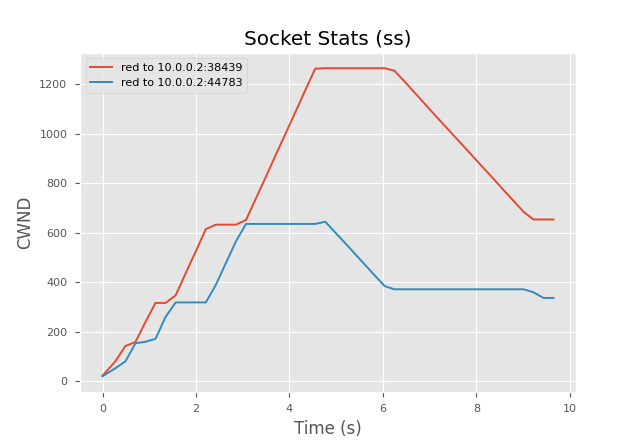 Socket Stats (ss)
red to 10.0.0.2:38439
red to 10.0.0.2:44783
1200
1000
800
600
400
200
0
CWND
0 2 4 6 8 10
Time (s)